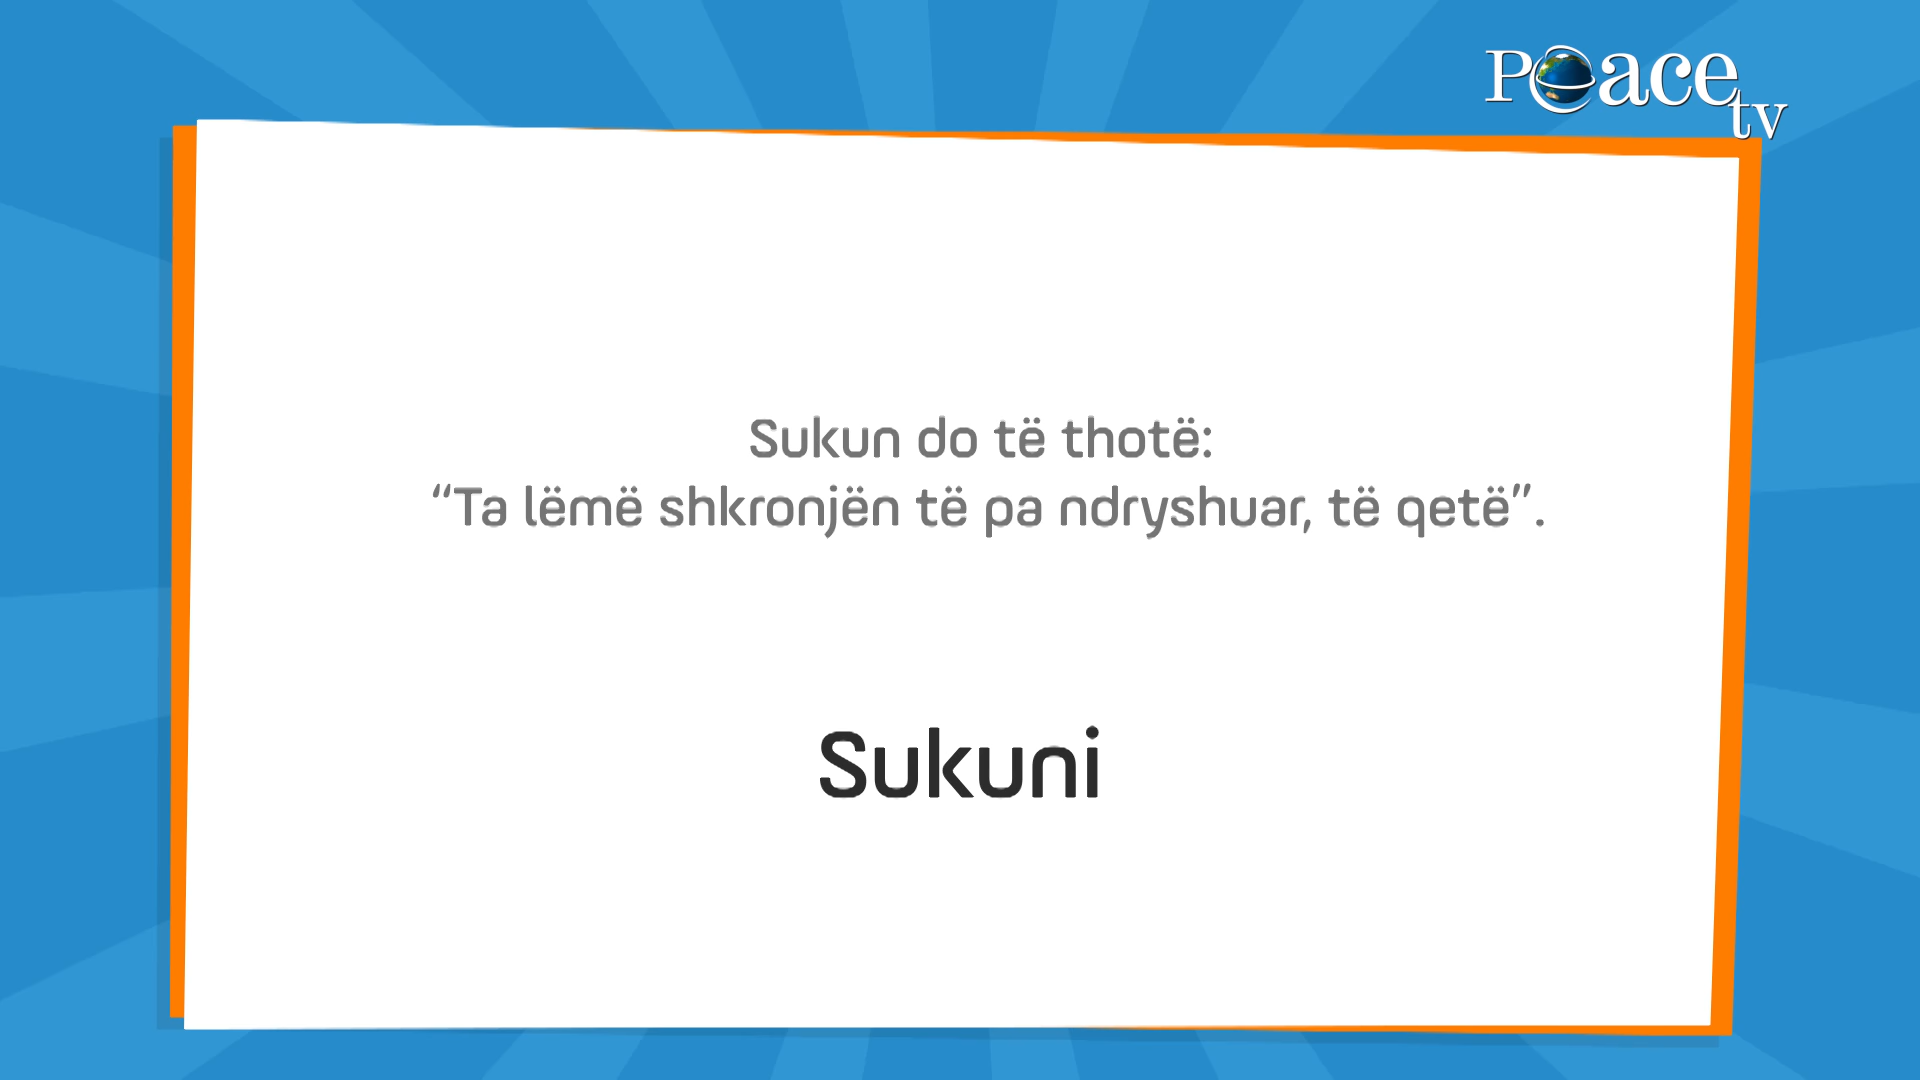 Peace tv
Sukun do të thotë:
“Ta lëmë shkronjën të pa ndryshuar, të qetë”.
Sukuni